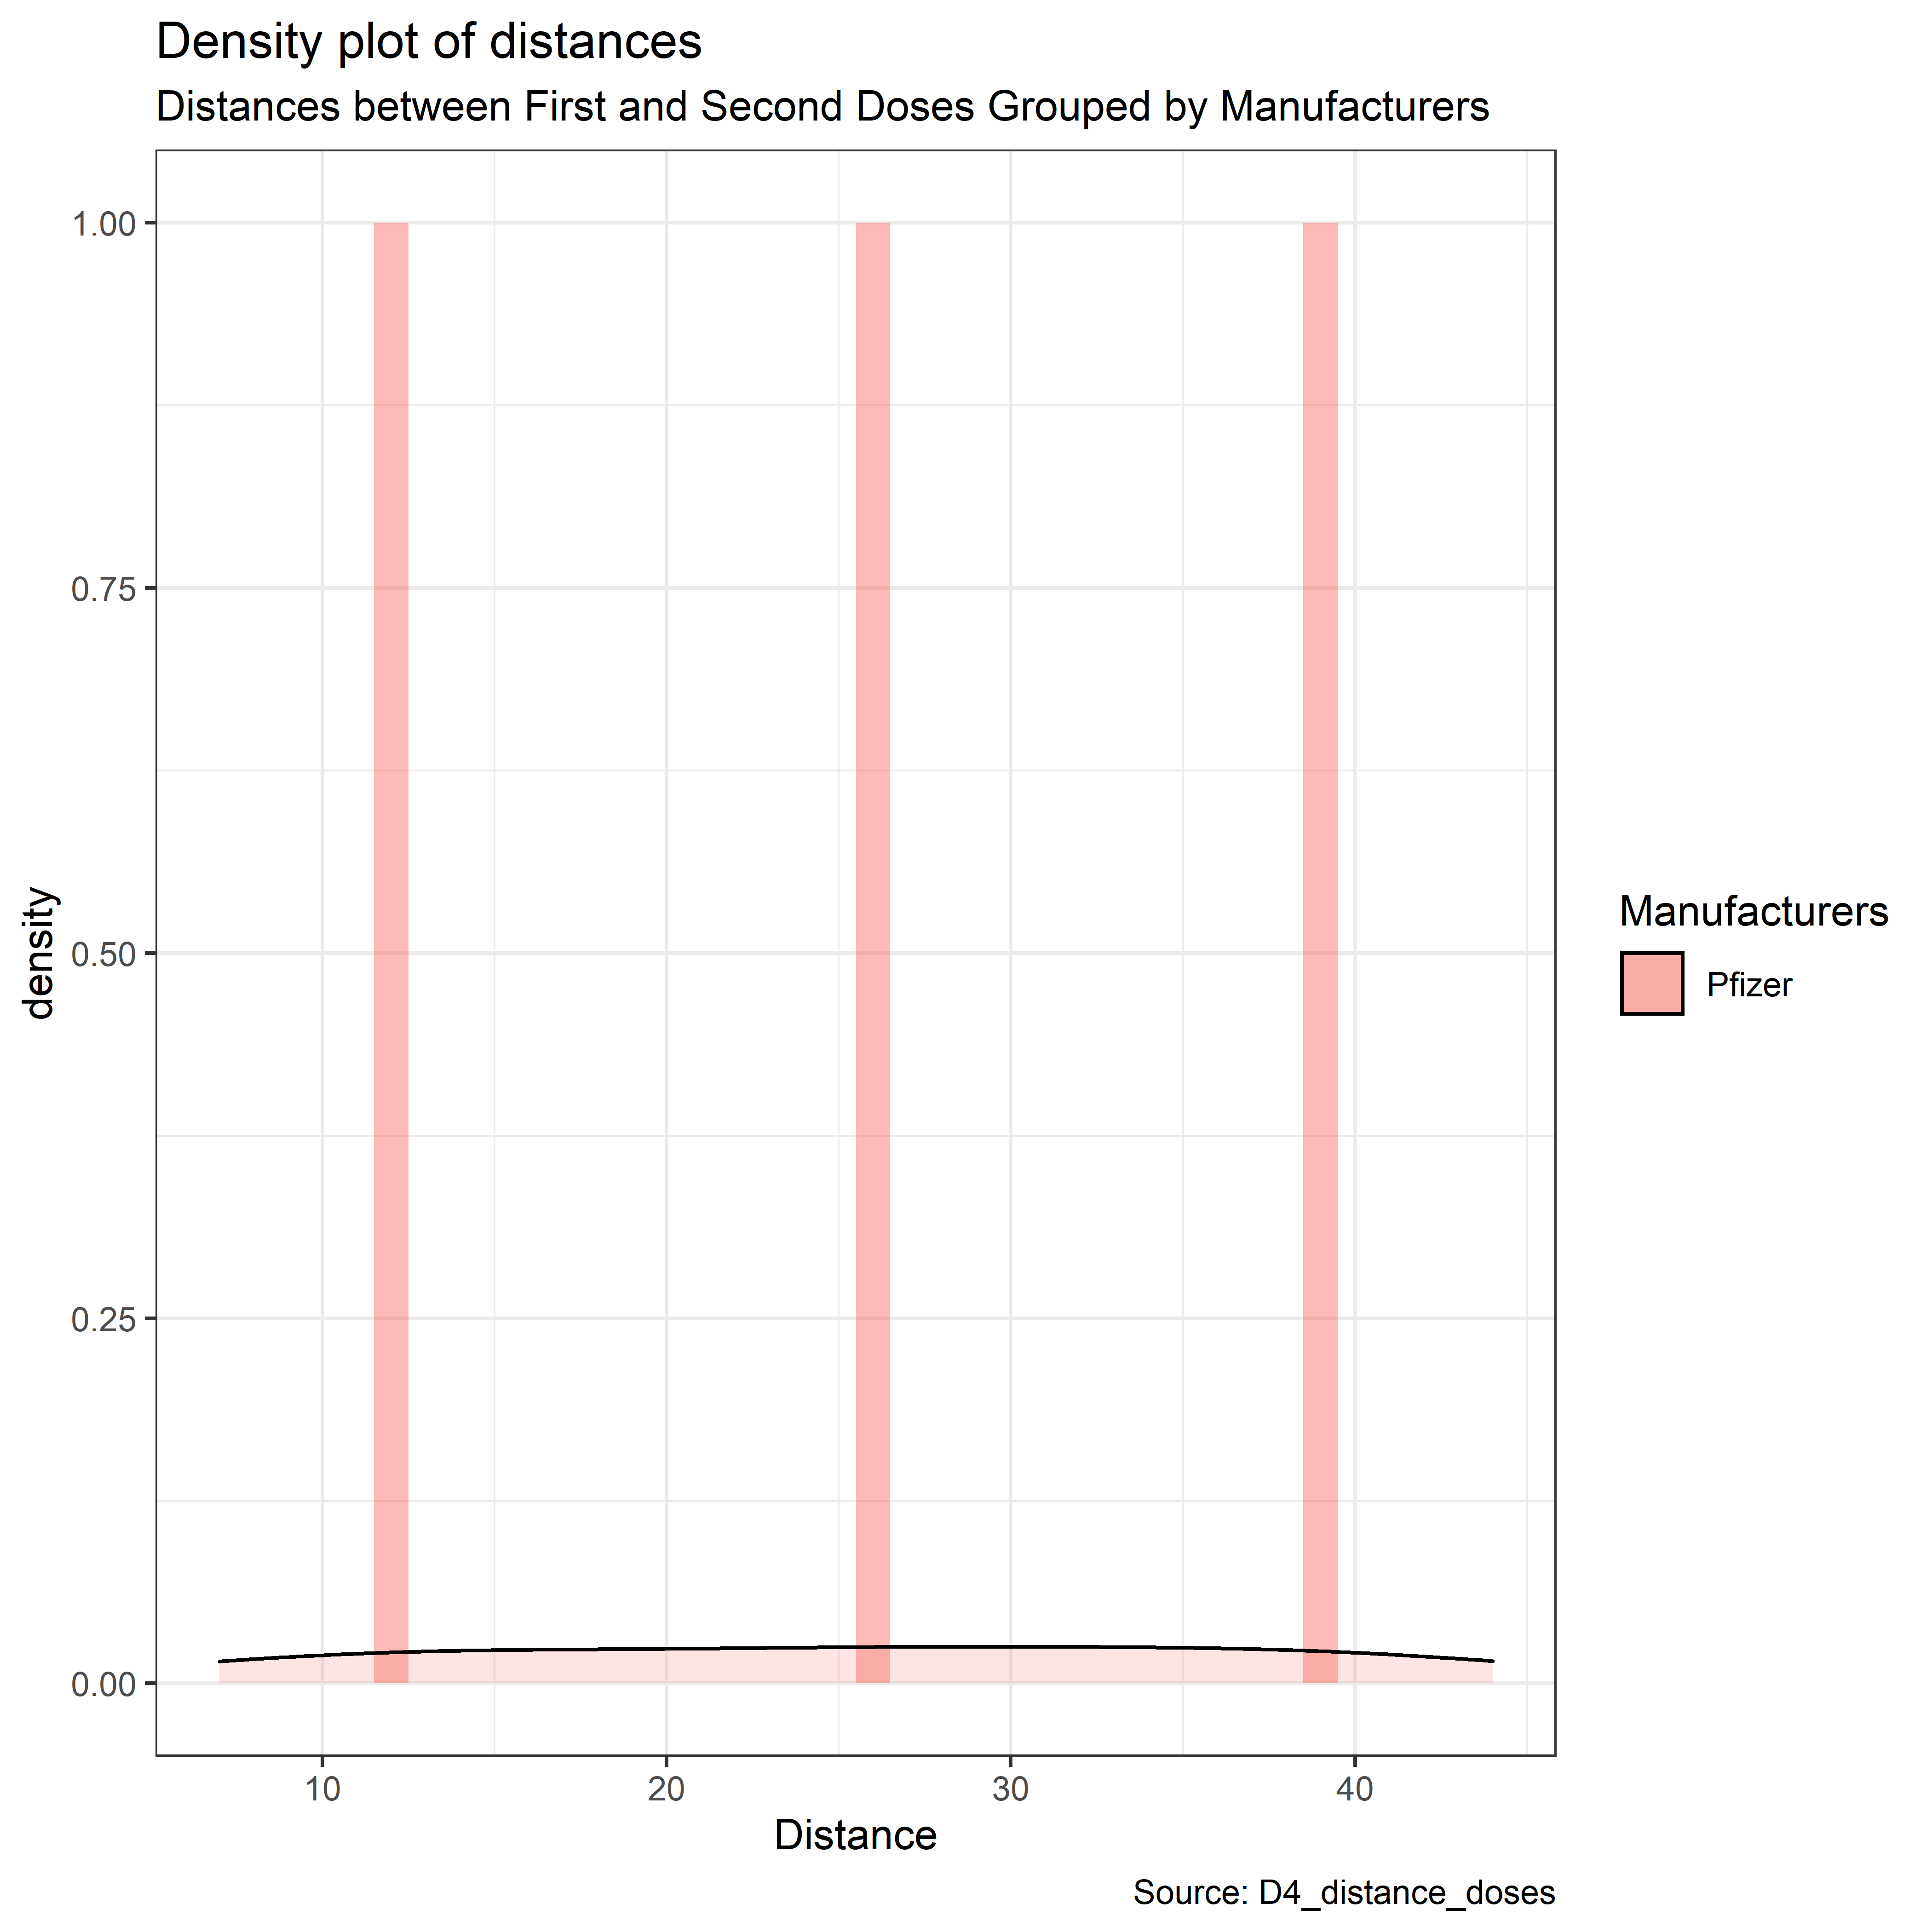 Density plot of distances
Distances between First and Second Doses Grouped by Manufacturers
1.00
0.75
0.50
0.25
0.00
density
10
20
30
40
Distance
Manufacturers
Pfizer
Source: D4_distance_doses